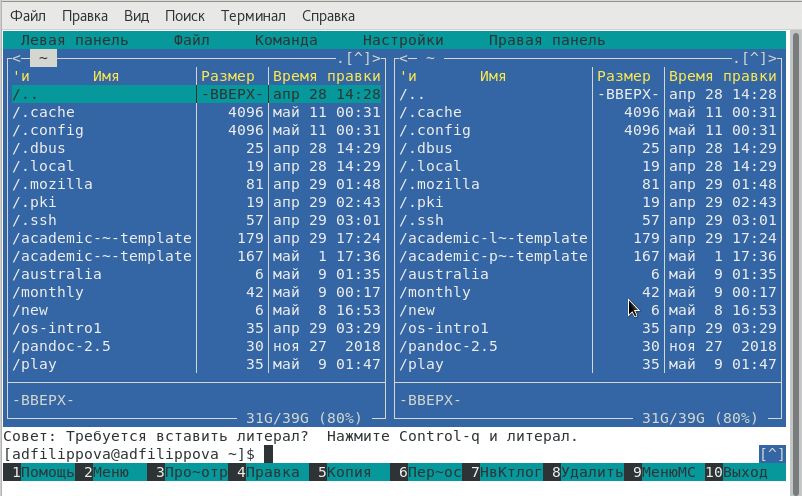 Файл Правка Вид Поиск Терминал Справка
Левая панель Файл Команда Настройки Правая панель
<─ ~ .[^]> <─ ~ .[^]>
'и Имя Размер Время правки 'и Имя Размер Время правки
/.. -ВВЕРХ- апр 28 14:28 /.. -ВВЕРХ- апр 28 14:28
/.cache 4096 май 11 00:31 /.cache 4096 май 11 00:31
/.config 4096 май 11 00:31 /.config 4096 май 11 00:31
/.dbus 25 апр 28 14:29 /.dbus 25 апр 28 14:29
/.local 19 апр 28 14:29 /.local 19 апр 28 14:29
/.mozilla 81 апр 29 01:48 /.mozilla 81 апр 29 01:48
/.pki 19 апр 29 02:43 /.pki 19 апр 29 02:43
/.ssh 57 апр 29 03:01 /.ssh 57 апр 29 03:01
/academic-~-template 179 апр 29 17:24 /academic-l~-template 179 апр 29 17:24
/academic-~-template 167 май 1 17:36 /academic-p~-template 167 май 1 17:36
/australia 6 май 9 01:35 /australia 6 май 9 01:35
/monthly 42 май 9 00:17 /monthly 42 май 9 00:17
/new 6 май 8 16:53 /new 6 май 8 16:53
/os-intro1 35 апр 29 03:29 /os-intro1 35 апр 29 03:29
/pandoc-2.5 30 ноя 27 2018 /pandoc-2.5 30 ноя 27 2018
/play 35 май 9 01:47 /play 35 май 9 01:47
-ВВЕРХ- -ВВЕРХ-
31G/39G (80%) 31G/39G (80%)
Совет: Требуется вставить литерал? Нажмите Control-q и литерал.
[adfilippova@adfilippova ~]$ [^]
1Помощь 2Меню 3Про~отр 4Правка 5Копия 6Пер~ос 7НвКтлог 8Удалить 9МенюMC 10Выход